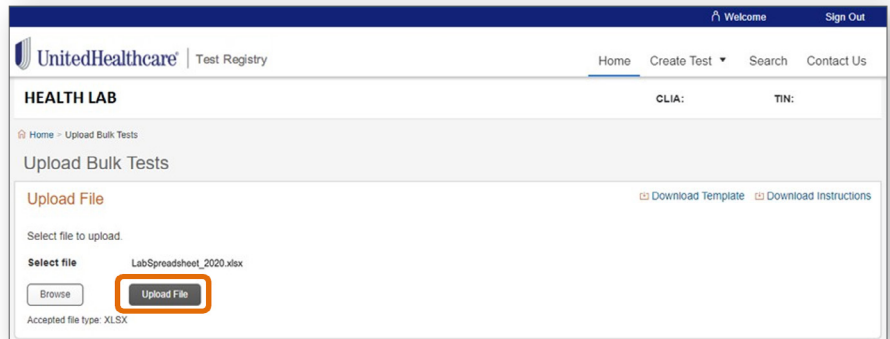 Welcome Sign Out
UnitedHealthcare® Test Registry
Home Create Test Search Contact Us
HEALTH LAB CLIA: TIN:
Home > Upload Bulk Tests
Upload Bulk Tests
Upload File Download Template Download Instructions
Select file to upload.
Select file LabSpreadsheet_2020.xlsx
Browse Upload File
Accepted file type: XLSX